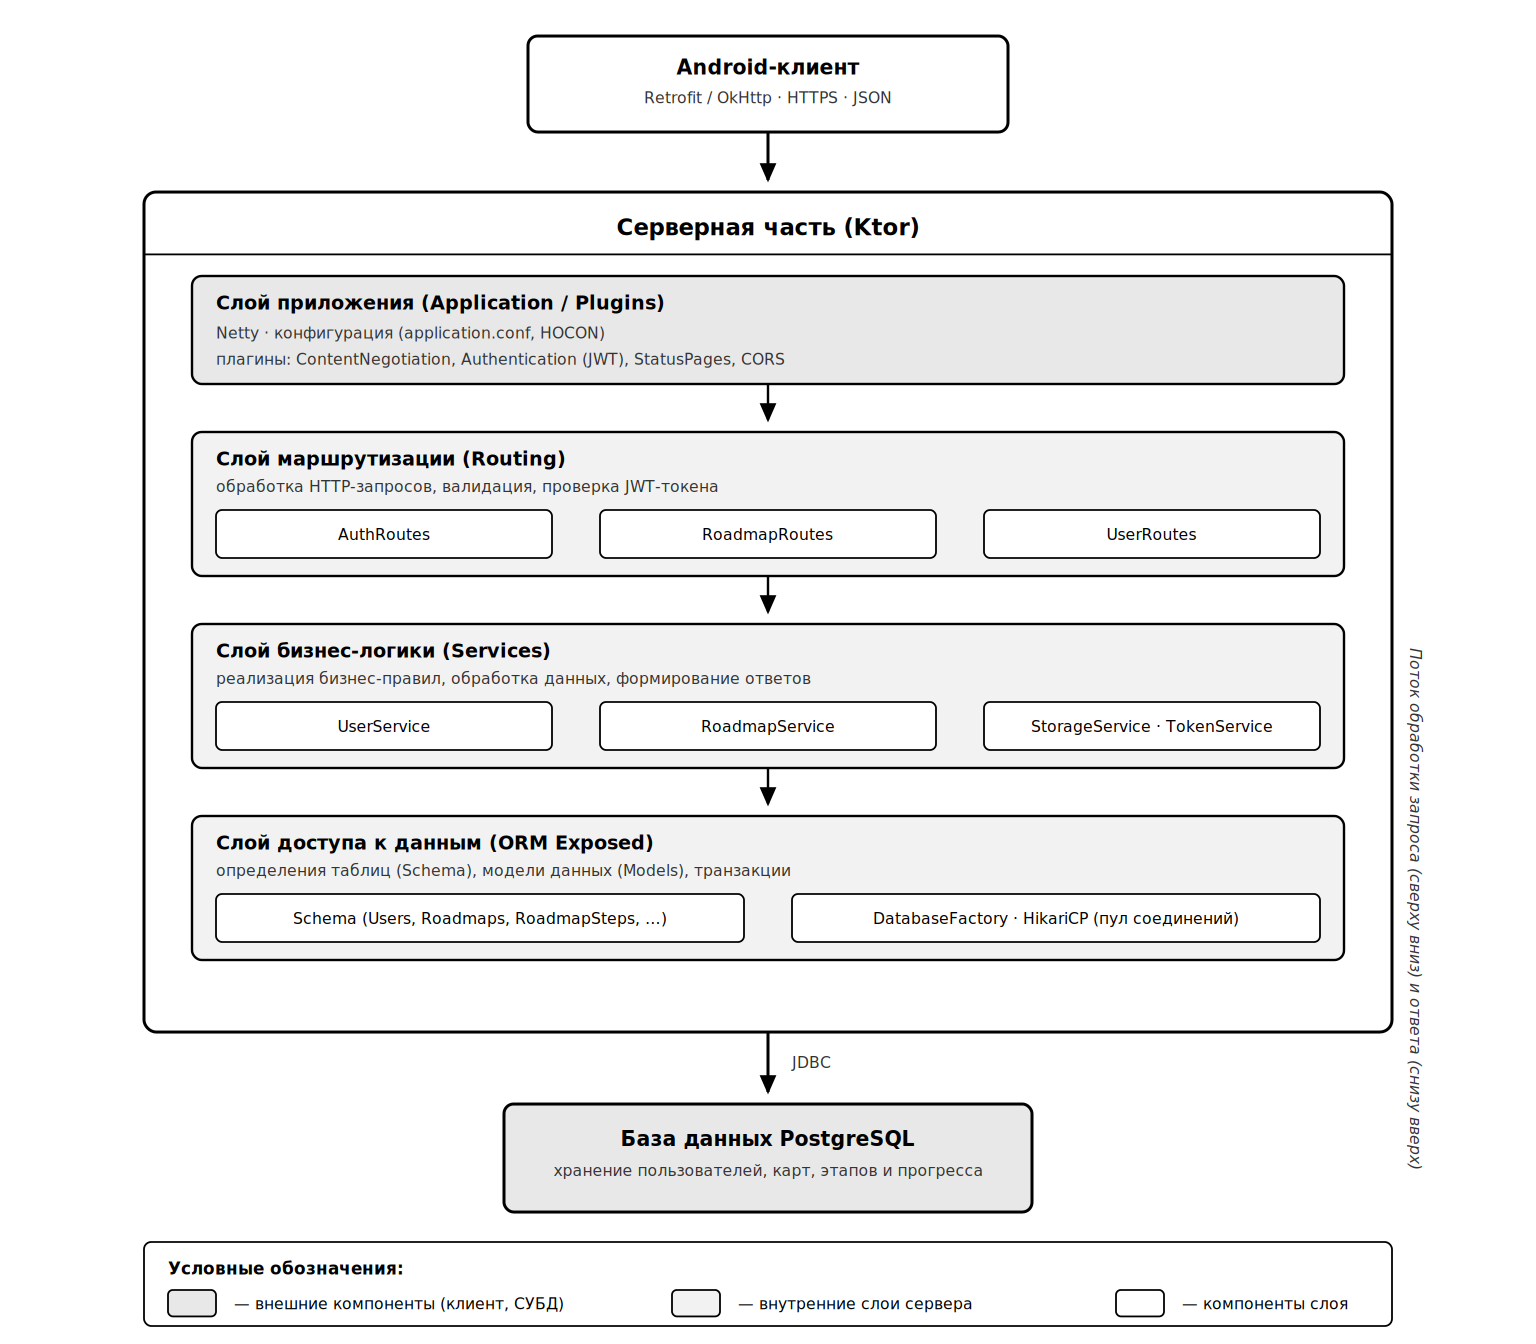 Android-клиент
Retrofit / OkHttp · HTTPS · JSON
Серверная часть (Ktor)
Слой приложения (Application / Plugins)
Netty · конфигурация (application.conf, HOCON)
плагины: ContentNegotiation, Authentication (JWT), StatusPages, CORS
Слой маршрутизации (Routing)
обработка HTTP-запросов, валидация, проверка JWT-токена
AuthRoutes
RoadmapRoutes
UserRoutes
Слой бизнес-логики (Services)
реализация бизнес-правил, обработка данных, формирование ответов
UserService
RoadmapService
StorageService · TokenService
Слой доступа к данным (ORM Exposed)
определения таблиц (Schema), модели данных (Models), транзакции
Schema (Users, Roadmaps, RoadmapSteps, ...)
DatabaseFactory · HikariCP (пул соединений)
Поток обработки запроса (сверху вниз) и ответа (снизу вверх)
JDBC
База данных PostgreSQL
хранение пользователей, карт, этапов и прогресса
Условные обозначения:
— внешние компоненты (клиент, СУБД)
— внутренние слои сервера
— компоненты слоя